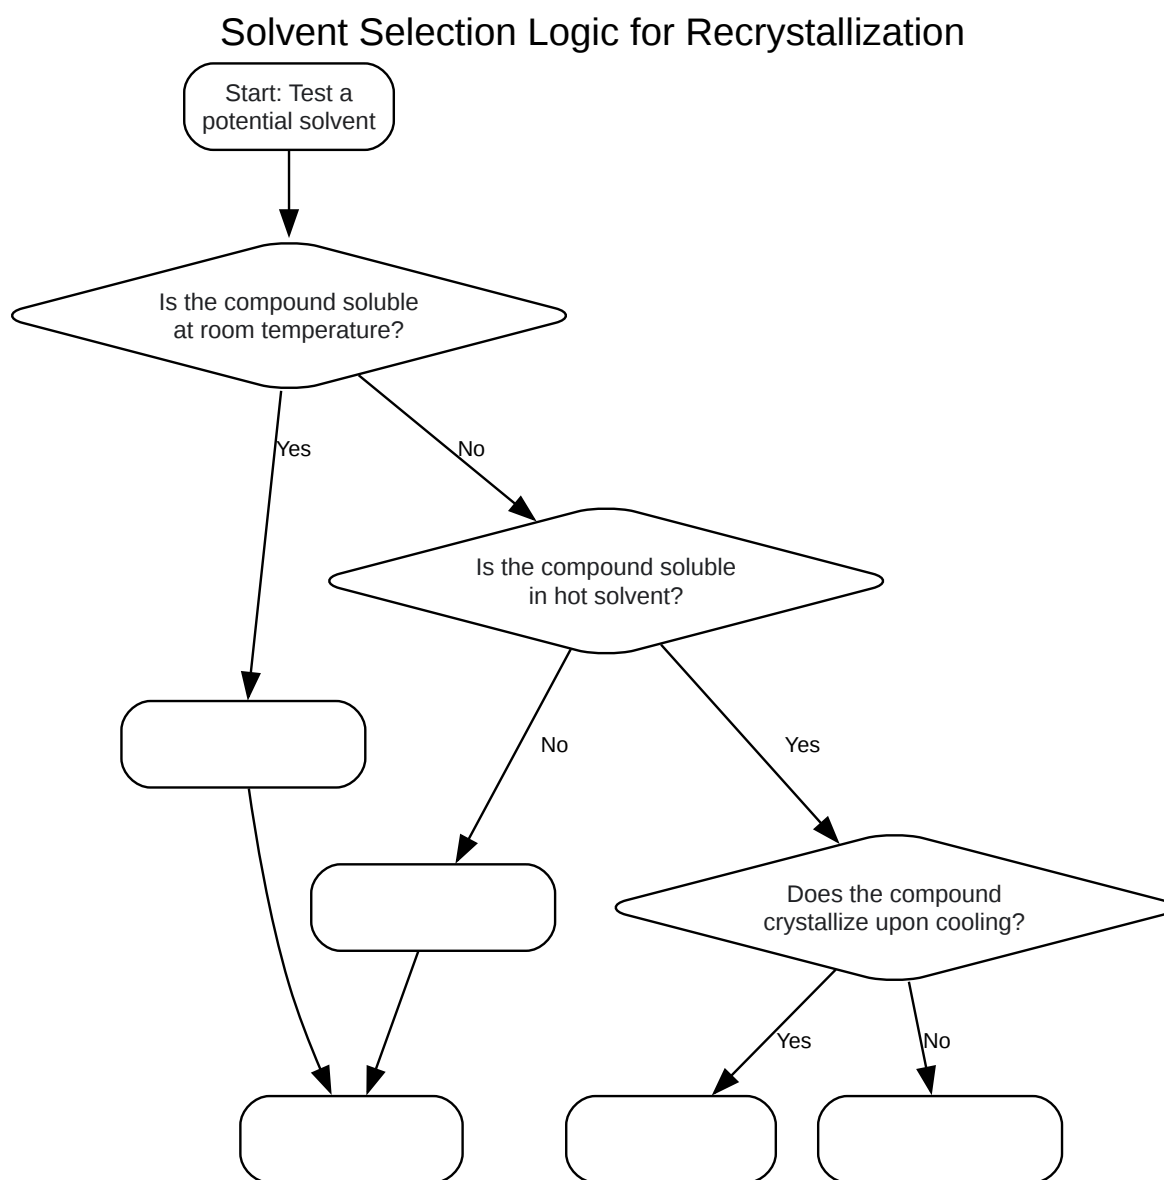 Solvent Selection Logic for Recrystallization
Start: Test a
potential solvent
Is the compound soluble
at room temperature?
Yes
No
Is the compound soluble
in hot solvent?
No
Yes
Does the compound
crystallize upon cooling?
Yes
No